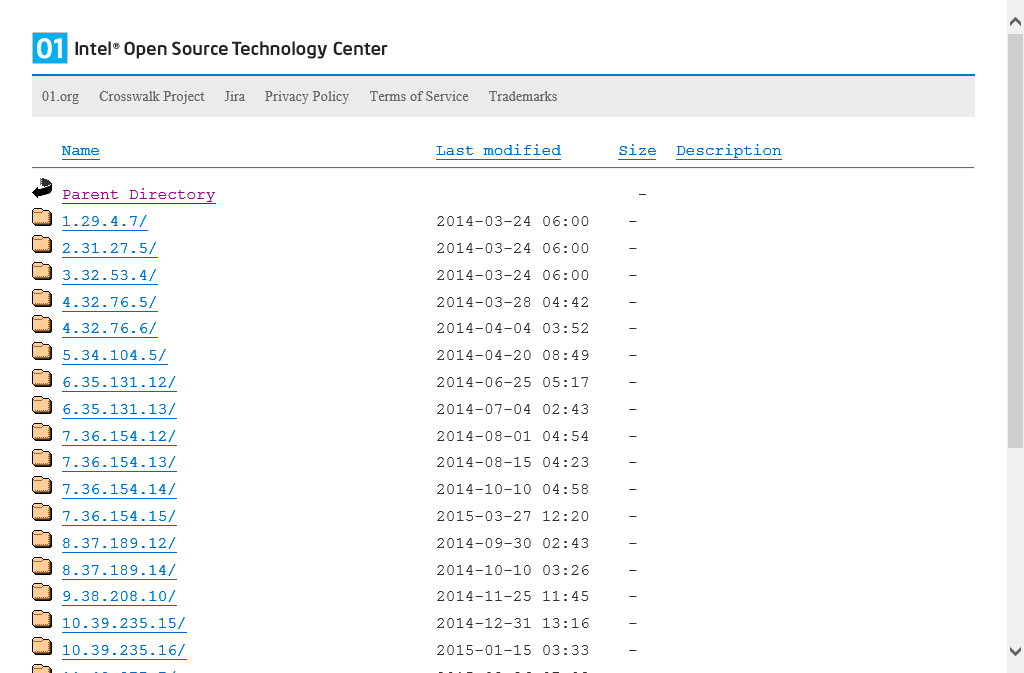 01 Intel® Open Source Technology Center
01.org Crosswalk Project Jira Privacy Policy Terms of Service Trademarks
Name Last modified Size Description
Parent Directory -
1.29.4.7/ 2014-03-24 06:00 -
2.31.27.5/ 2014-03-24 06:00 -
3.32.53.4/ 2014-03-24 06:00 -
4.32.76.5/ 2014-03-28 04:42 -
4.32.76.6/ 2014-04-04 03:52 -
5.34.104.5/ 2014-04-20 08:49 -
6.35.131.12/ 2014-06-25 05:17 -
6.35.131.13/ 2014-07-04 02:43 -
7.36.154.12/ 2014-08-01 04:54 -
7.36.154.13/ 2014-08-15 04:23 -
7.36.154.14/ 2014-10-10 04:58 -
7.36.154.15/ 2015-03-27 12:20 -
8.37.189.12/ 2014-09-30 02:43 -
8.37.189.14/ 2014-10-10 03:26 -
9.38.208.10/ 2014-11-25 11:45 -
10.39.235.15/ 2014-12-31 13:16 -
10.39.235.16/ 2015-01-15 03:33 -